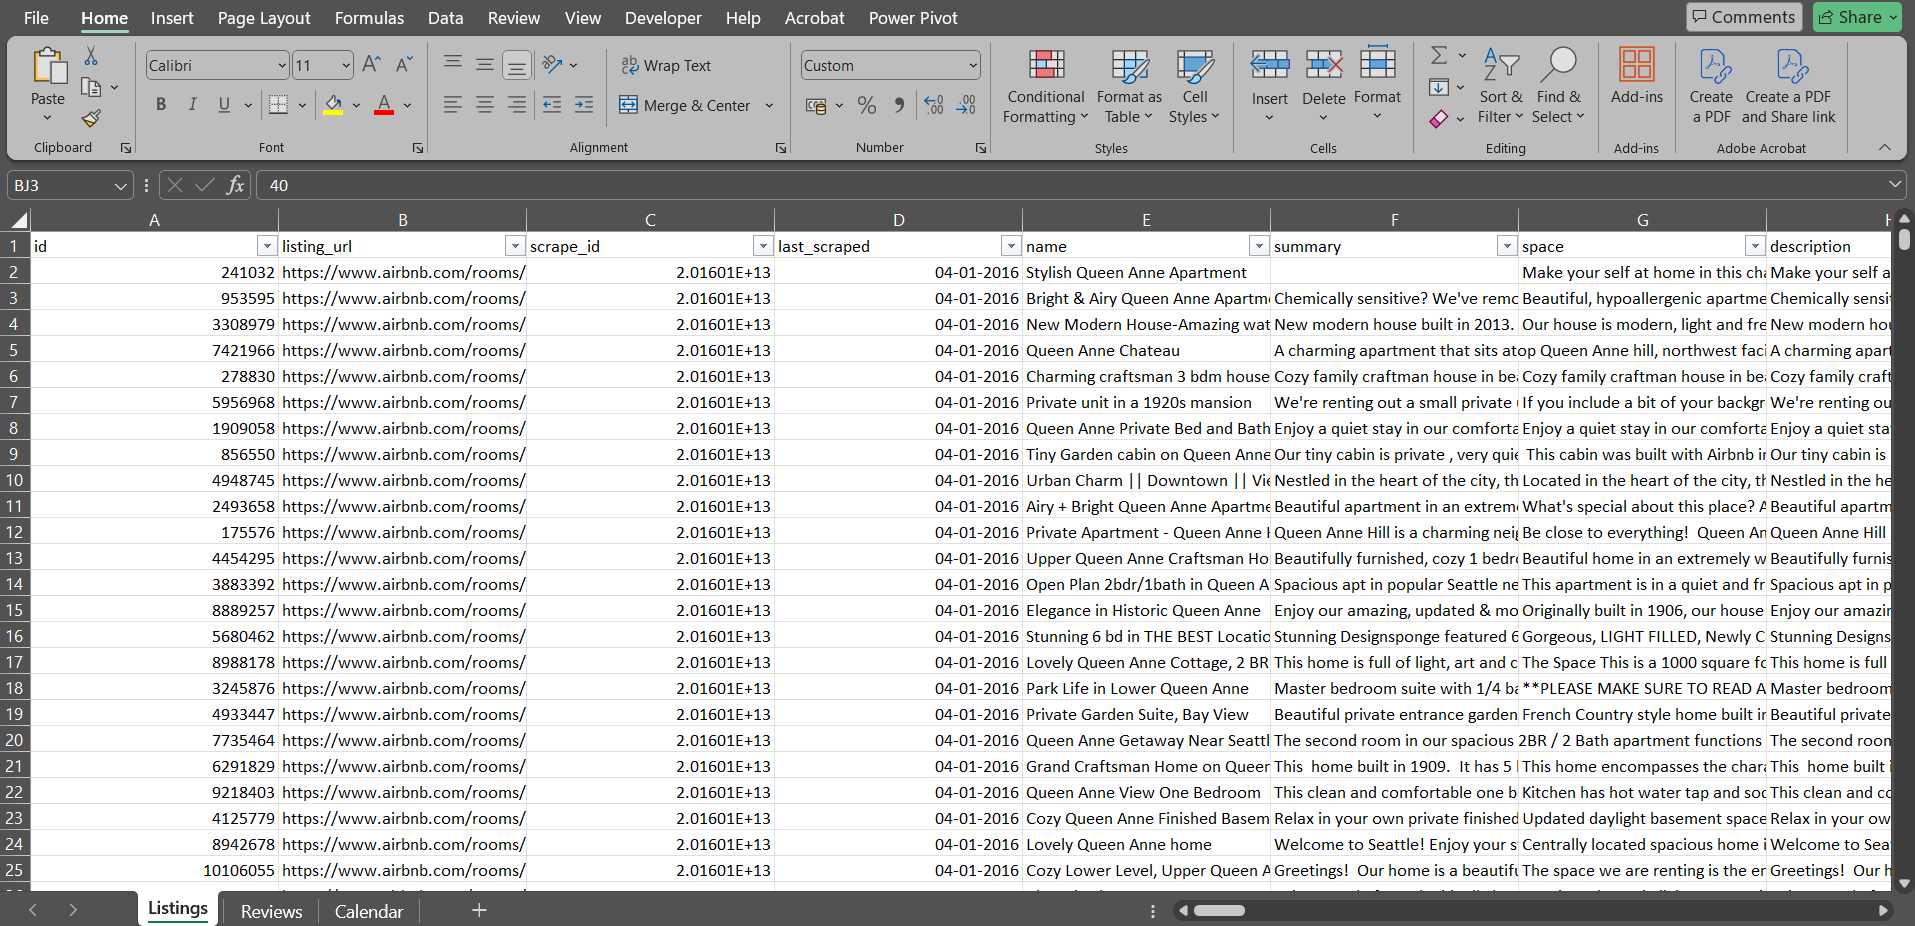 File Home Insert Page Layout Formulas Data Review View Developer Help Acrobat Power Pivot Comments Share
Calibri 11 Wrap Text Custom
Paste B I U A Merge & Center % Conditional Formatting Format as Table Cell Styles Insert Delete Format Sort & Filter Find & Select Add-ins Create a PDF Create a PDF and Share link
Clipboard Font Alignment Number Styles Cells Editing Add-ins Adobe Acrobat
BJ3 fx 40
A B C D E F G
1 id listing_url scrape_id last_scraped name summary space description
2 241032 https://www.airbnb.com/rooms/ 2.01601E+13 04-01-2016 Stylish Queen Anne Apartment Make your self at home in this cha Make your self a
3 953595 https://www.airbnb.com/rooms/ 2.01601E+13 04-01-2016 Bright & Airy Queen Anne Apartm Chemically sensitive? We've remo Beautiful, hypoallergenic apartme Chemically sensit
4 3308979 https://www.airbnb.com/rooms/ 2.01601E+13 04-01-2016 New Modern House-Amazing wat New modern house built in 2013. Our house is modern, light and fre New modern hou
5 7421966 https://www.airbnb.com/rooms/ 2.01601E+13 04-01-2016 Queen Anne Chateau A charming apartment that sits atop Queen Anne hill, northwest faci A charming apart
6 278830 https://www.airbnb.com/rooms/ 2.01601E+13 04-01-2016 Charming craftsman 3 bdm house Cozy family craftman house in bea Cozy family craftman house in bea Cozy family craft
7 5956968 https://www.airbnb.com/rooms/ 2.01601E+13 04-01-2016 Private unit in a 1920s mansion We're renting out a small private If you include a bit of your backgr We're renting ou
8 1909058 https://www.airbnb.com/rooms/ 2.01601E+13 04-01-2016 Queen Anne Private Bed and Bath Enjoy a quiet stay in our comforta Enjoy a quiet stay in our comforta Enjoy a quiet sta
9 856550 https://www.airbnb.com/rooms/ 2.01601E+13 04-01-2016 Tiny Garden cabin on Queen Anne Our tiny cabin is private , very quie This cabin was built with Airbnb in Our tiny cabin is
10 4948745 https://www.airbnb.com/rooms/ 2.01601E+13 04-01-2016 Urban Charm || Downtown || Vie Nestled in the heart of the city, th Located in the heart of the city, th Nestled in the he
11 2493658 https://www.airbnb.com/rooms/ 2.01601E+13 04-01-2016 Airy + Bright Queen Anne Apartme Beautiful apartment in an extrem What's special about this place? A Beautiful apartm
12 175576 https://www.airbnb.com/rooms/ 2.01601E+13 04-01-2016 Private Apartment - Queen Anne H Queen Anne Hill is a charming neig Be close to everything! Queen An Queen Anne Hill
13 4454295 https://www.airbnb.com/rooms/ 2.01601E+13 04-01-2016 Upper Queen Anne Craftsman Ho Beautifully furnished, cozy 1 bedr Beautiful home in an extremely w Beautifully furnis
14 3883392 https://www.airbnb.com/rooms/ 2.01601E+13 04-01-2016 Open Plan 2bdr/1bath in Queen A Spacious apt in popular Seattle ne This apartment is in a quiet and fr Spacious apt in p
15 8889257 https://www.airbnb.com/rooms/ 2.01601E+13 04-01-2016 Elegance in Historic Queen Anne Enjoy our amazing, updated & mo Originally built in 1906, our house Enjoy our amazin
16 5680462 https://www.airbnb.com/rooms/ 2.01601E+13 04-01-2016 Stunning 6 bd in THE BEST Locatio Stunning Designsponge featured 6 Gorgeous, LIGHT FILLED, Newly C Stunning Designs
17 8988178 https://www.airbnb.com/rooms/ 2.01601E+13 04-01-2016 Lovely Queen Anne Cottage, 2 BR This home is full of light, art and c The Space This is a 1000 square fo This home is full
18 3245876 https://www.airbnb.com/rooms/ 2.01601E+13 04-01-2016 Park Life in Lower Queen Anne Master bedroom suite with 1/4 ba **PLEASE MAKE SURE TO READ A Master bedroom
19 4933447 https://www.airbnb.com/rooms/ 2.01601E+13 04-01-2016 Private Garden Suite, Bay View Beautiful private entrance garden French Country style home built in Beautiful private
20 7735464 https://www.airbnb.com/rooms/ 2.01601E+13 04-01-2016 Queen Anne Getaway Near Seattl The second room in our spacious 2BR / 2 Bath apartment functions The second room
21 6291829 https://www.airbnb.com/rooms/ 2.01601E+13 04-01-2016 Grand Craftsman Home on Queen This home built in 1909. It has 5 This home encompasses the chara This home built i
22 9218403 https://www.airbnb.com/rooms/ 2.01601E+13 04-01-2016 Queen Anne View One Bedroom This clean and comfortable one b Kitchen has hot water tap and soc This clean and co
23 4125779 https://www.airbnb.com/rooms/ 2.01601E+13 04-01-2016 Cozy Queen Anne Finished Basem Relax in your own private finished Updated daylight basement space Relax in your ow
24 8942678 https://www.airbnb.com/rooms/ 2.01601E+13 04-01-2016 Lovely Queen Anne home Welcome to Seattle! Enjoy your s Centrally located spacious home i Welcome to Sea
25 10106055 https://www.airbnb.com/rooms/ 2.01601E+13 04-01-2016 Cozy Lower Level, Upper Queen A Greetings! Our home is a beautifu The space we are renting is the en Greetings! Our h
Listings Reviews Calendar